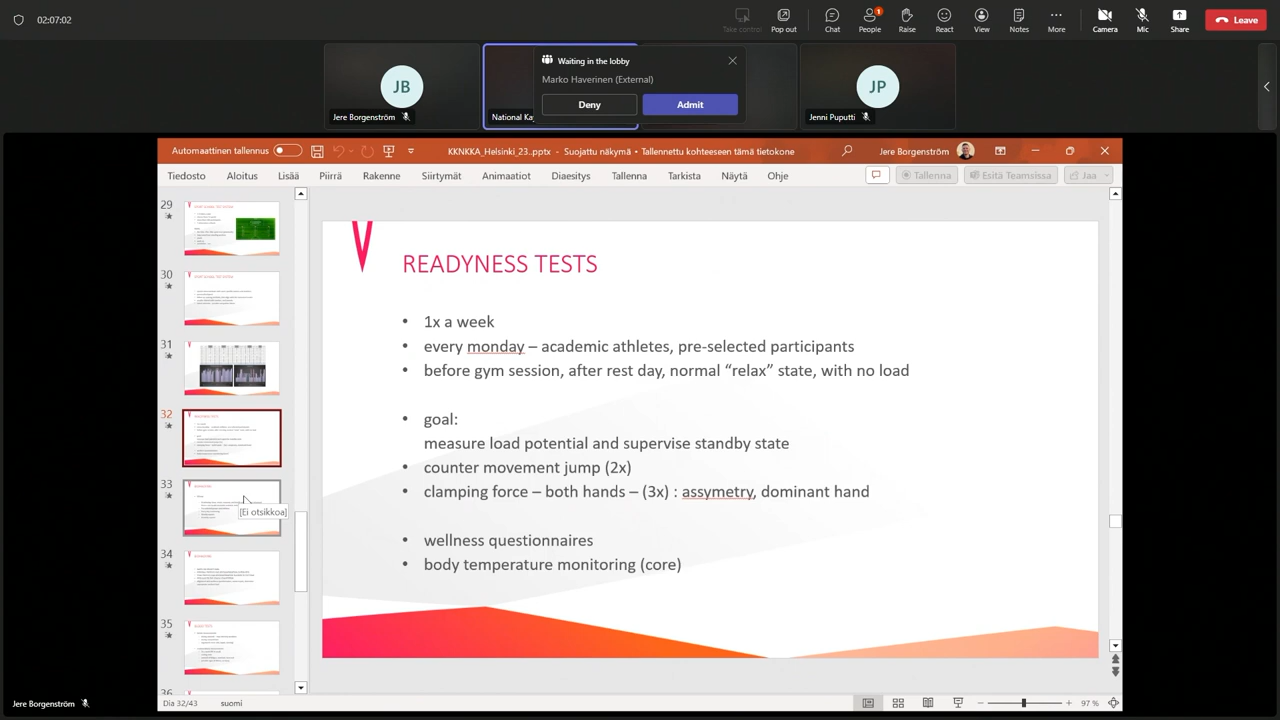 02:07:02
Take control
Pop out
Chat
1
People
Raise
React
View
Notes
More
Camera
Mic
Share
Leave
JB
Jere Borgenström
National Ka
Waiting in the lobby
Marko Haverinen (External)
Deny
Admit
JP
Jenni Puputti
Automaattinen tallennus
KKNKKA_Helsinki_23..pptx - Suojattu näkymä • Tallennettu kohteeseen tämä tietokone
Jere Borgenström
Tiedosto
Aloitus
Lisää
Piirrä
Rakenne
Siirtymät
Animaatiot
Diaesitys
Tallenna
Tarkista
Näytä
Ohje
Tallenna
Esitä Teamsissa
Jaa
29
30
31
32
READYNESS TESTS
33
[Ei otsikkoa]
34
35
36
READYNESS TESTS
• 1x a week
• every monday – academic athletes, pre-selected participants
• before gym session, after rest day, normal “relax” state, with no load
• goal:
measure load potential and supervise standby state
• counter movement jump (2x)
• clamping force – both hands – (3x) : assymetry, dominant hand
• wellness questionnaires
• body temperature monitoring (core)
Dia 32/43
suomi
97 %
Jere Borgenström